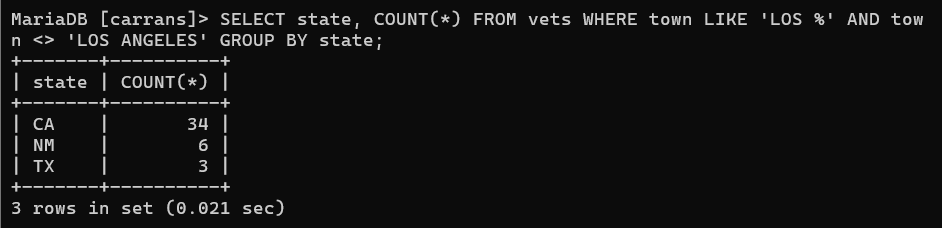 MariaDB [carrans]> SELECT state, COUNT(*) FROM vets WHERE town LIKE 'LOS %' AND tow
n <> 'LOS ANGELES' GROUP BY state;
+-------+----------+
| state | COUNT(*) |
+-------+----------+
| CA    |       34 |
| NM    |        6 |
| TX    |        3 |
+-------+----------+
3 rows in set (0.021 sec)